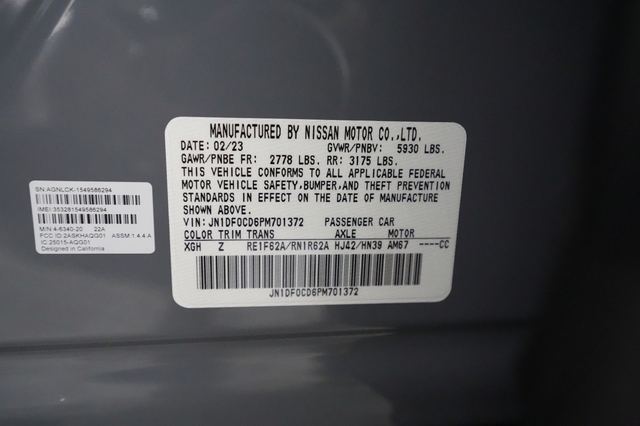 MANUFACTURED BY NISSAN MOTOR CO.,LTD.
DATE: 02/23 GVWR/PNBV: 5930 LBS.
GAWR/PNBE FR: 2778 LBS. RR: 3175 LBS.
THIS VEHICLE CONFORMS TO ALL APPLICABLE FEDERAL
MOTOR VEHICLE SAFETY,BUMPER,AND THEFT PREVENTION
STANDARDS IN EFFECT ON THE DATE OF MANUFACTURE
SHOWN ABOVE.
VIN: JN1DF0CD6PM701372 PASSENGER CAR
COLOR TRIM TRANS AXLE MOTOR
XGH Z RE1F62A/RN1R62A HJ42/HN39 AM67 ----CC
JN1DF0CD6PM701372
SN:AGNLCK-1549586294
IMEI:353281549586294
M/N:4-6340-20 22A
FCC ID:2ASKHAQG01 ASSM:1.4.4.A
IC:25015-AQG01
Designed in California